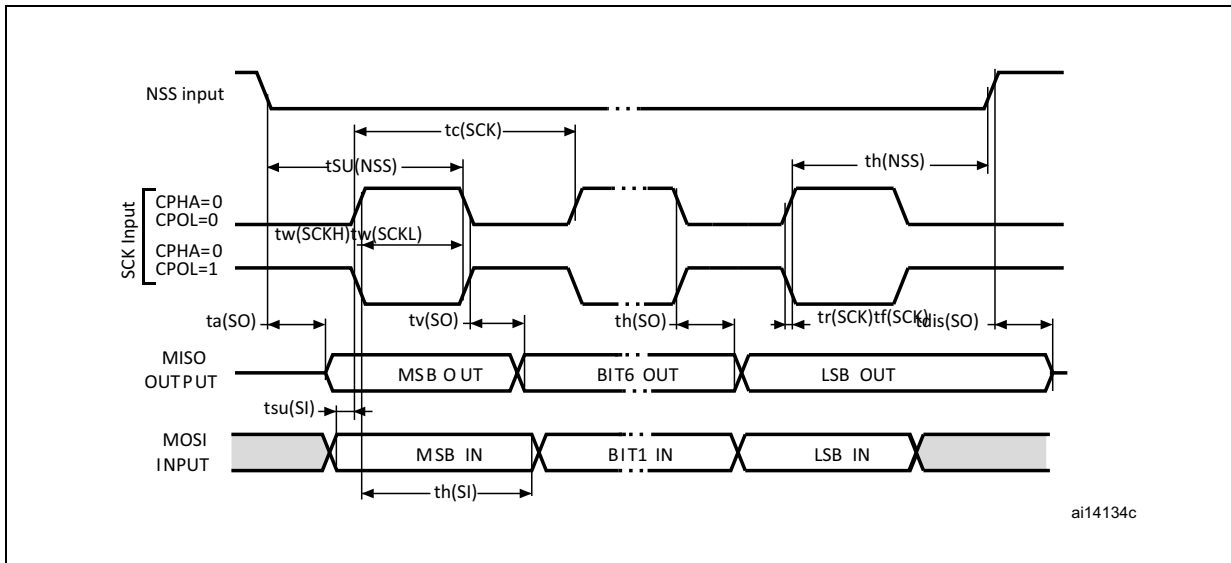 NSS input
tc(SCK)
tSU(NSS)
th(NSS)
SCK Input
CPHA=0
CPOL=0
tw(SCKH)tw(SCKL)
CPHA=0
CPOL=1
ta(SO)
tv(SO)
th(SO)
tr(SCK)tf(SCK)
tdis(SO)
MISO
OUTPUT
MSB OUT
BIT6 OUT
LSB OUT
tsu(SI)
MOSI
INPUT
MSB IN
BIT1 IN
LSB IN
th(SI)
ai14134c